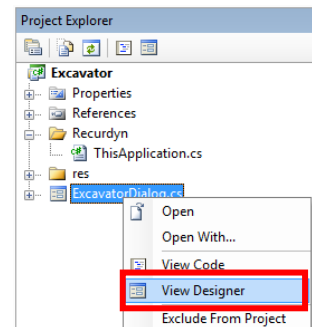 Project Explorer
Excavator
Properties
References
Recurdyn
ThisApplication.cs
res
ExcavatorDialog.cs
Open
Open With...
View Code
View Designer
Exclude From Project